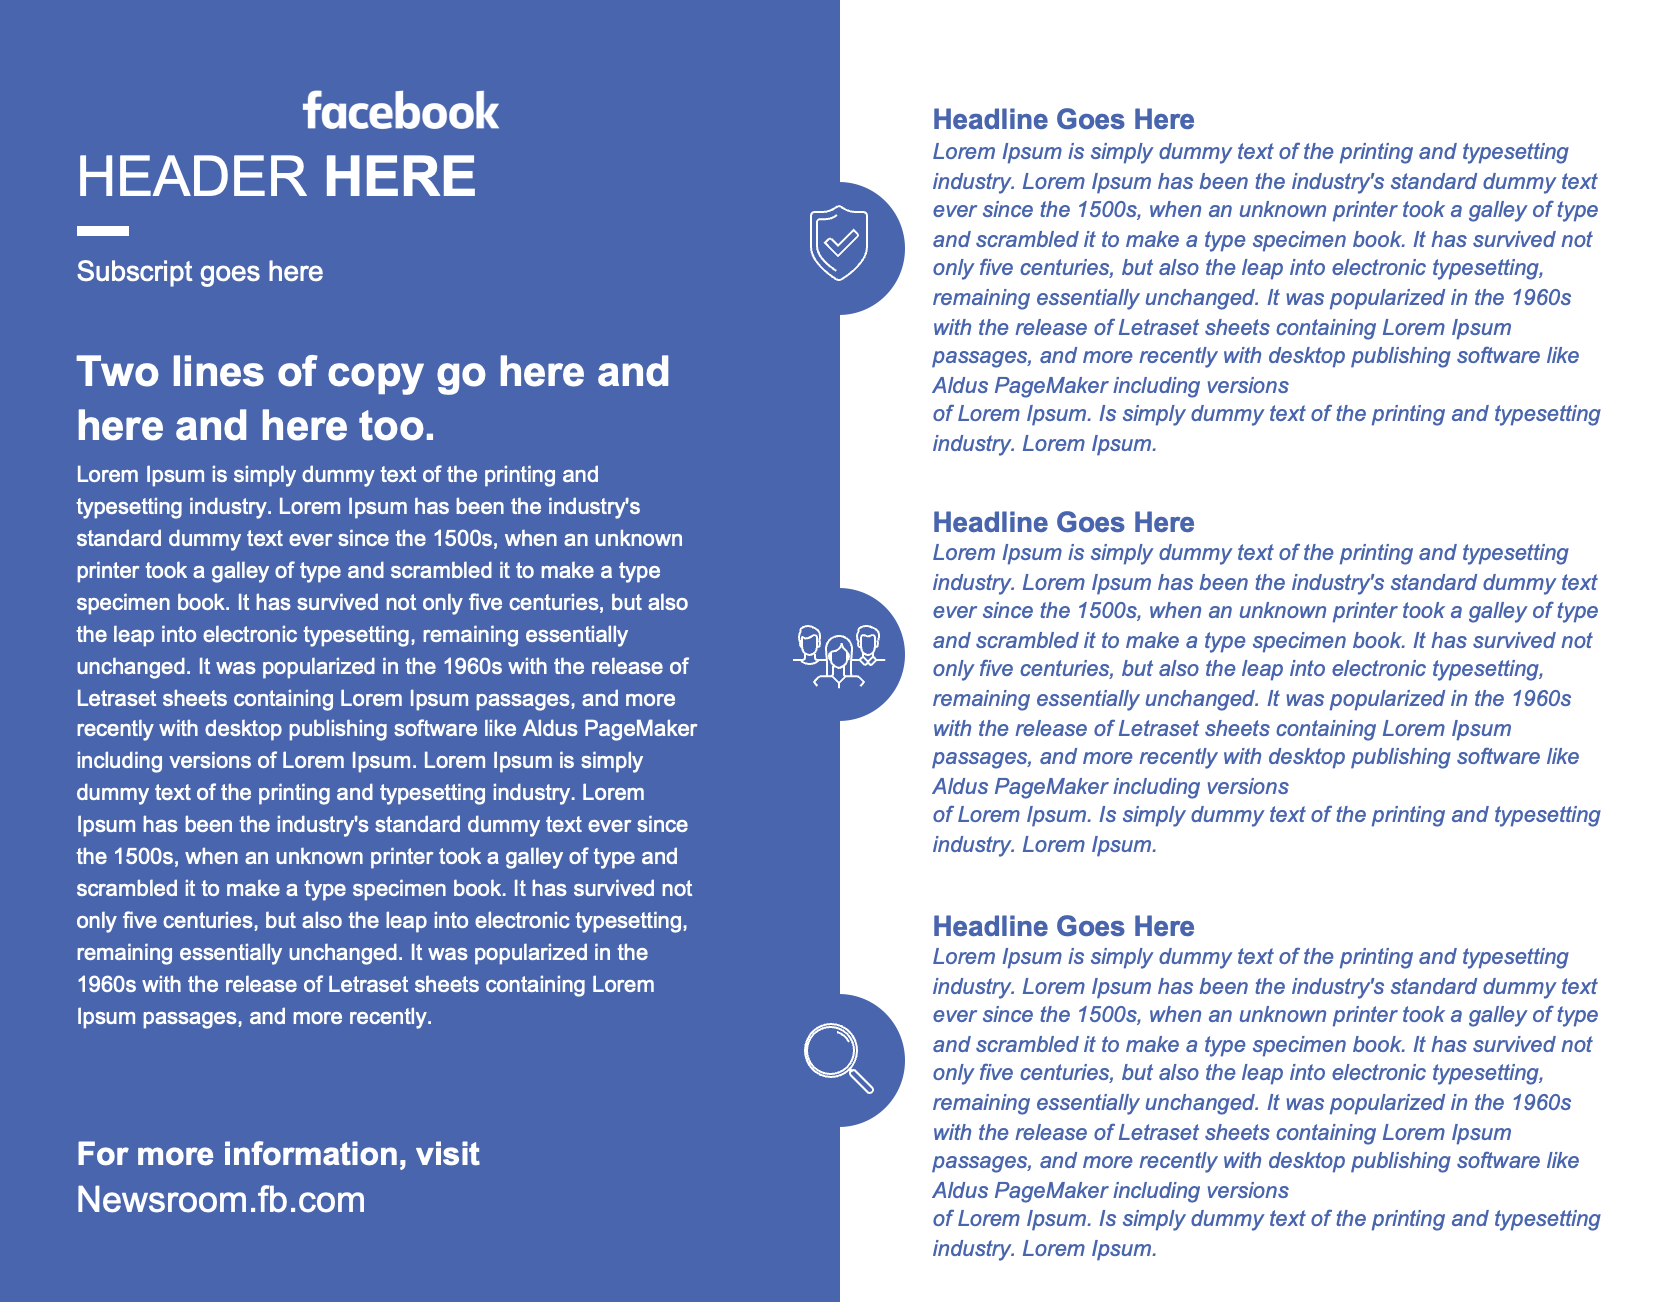 facebook
HEADER HERE
Subscript goes here
Two lines of copy go here and
here and here too.
Lorem Ipsum is simply dummy text of the printing and
typesetting industry. Lorem Ipsum has been the industry's
standard dummy text ever since the 1500s, when an unknown
printer took a galley of type and scrambled it to make a type
specimen book. It has survived not only five centuries, but also
the leap into electronic typesetting, remaining essentially
unchanged. It was popularized in the 1960s with the release of
Letraset sheets containing Lorem Ipsum passages, and more
recently with desktop publishing software like Aldus PageMaker
including versions of Lorem Ipsum. Lorem Ipsum is simply
dummy text of the printing and typesetting industry. Lorem
Ipsum has been the industry's standard dummy text ever since
the 1500s, when an unknown printer took a galley of type and
scrambled it to make a type specimen book. It has survived not
only five centuries, but also the leap into electronic typesetting,
remaining essentially unchanged. It was popularized in the
1960s with the release of Letraset sheets containing Lorem
Ipsum passages, and more recently.
For more information, visit
Newsroom.fb.com
Headline Goes Here
Lorem Ipsum is simply dummy text of the printing and typesetting
industry. Lorem Ipsum has been the industry's standard dummy text
ever since the 1500s, when an unknown printer took a galley of type
and scrambled it to make a type specimen book. It has survived not
only five centuries, but also the leap into electronic typesetting,
remaining essentially unchanged. It was popularized in the 1960s
with the release of Letraset sheets containing Lorem Ipsum
passages, and more recently with desktop publishing software like
Aldus PageMaker including versions
of Lorem Ipsum. Is simply dummy text of the printing and typesetting
industry. Lorem Ipsum.
Headline Goes Here
Lorem Ipsum is simply dummy text of the printing and typesetting
industry. Lorem Ipsum has been the industry's standard dummy text
ever since the 1500s, when an unknown printer took a galley of type
and scrambled it to make a type specimen book. It has survived not
only five centuries, but also the leap into electronic typesetting,
remaining essentially unchanged. It was popularized in the 1960s
with the release of Letraset sheets containing Lorem Ipsum
passages, and more recently with desktop publishing software like
Aldus PageMaker including versions
of Lorem Ipsum. Is simply dummy text of the printing and typesetting
industry. Lorem Ipsum.
Headline Goes Here
Lorem Ipsum is simply dummy text of the printing and typesetting
industry. Lorem Ipsum has been the industry's standard dummy text
ever since the 1500s, when an unknown printer took a galley of type
and scrambled it to make a type specimen book. It has survived not
only five centuries, but also the leap into electronic typesetting,
remaining essentially unchanged. It was popularized in the 1960s
with the release of Letraset sheets containing Lorem Ipsum
passages, and more recently with desktop publishing software like
Aldus PageMaker including versions
of Lorem Ipsum. Is simply dummy text of the printing and typesetting
industry. Lorem Ipsum.